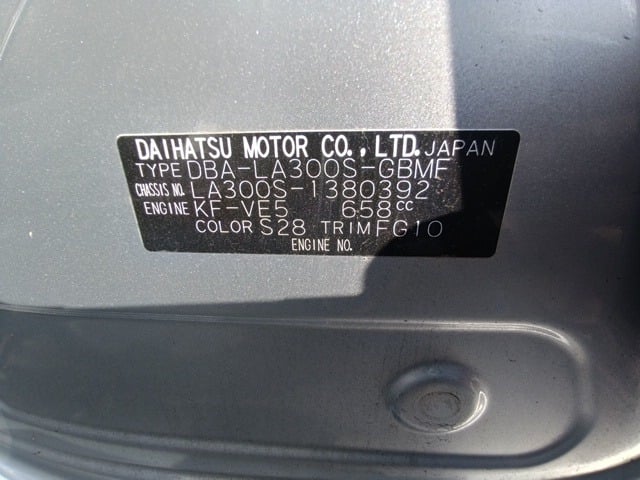 DAIHATSU MOTOR CO., LTD. JAPAN
TYPE DBA-LA300S-GBMF
CHASSIS NO. LA300S-1380392
ENGINE KF-VE5 658cc
COLOR S28 TRIM FG10
ENGINE NO.